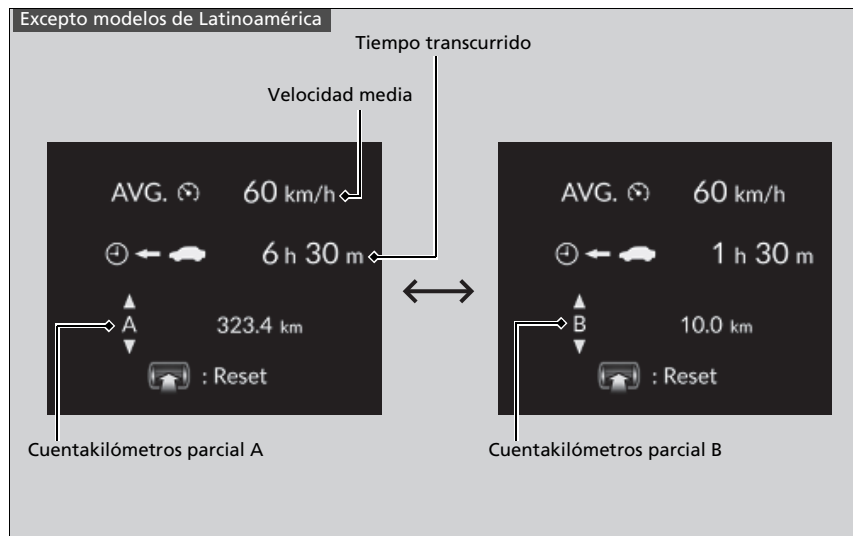 Excepto modelos de Latinoamérica
Tiempo transcurrido
Velocidad media
AVG. 60 km/h
6 h 30 m
A 323.4 km
: Reset
AVG. 60 km/h
1 h 30 m
B 10.0 km
: Reset
Cuentakilómetros parcial A
Cuentakilómetros parcial B